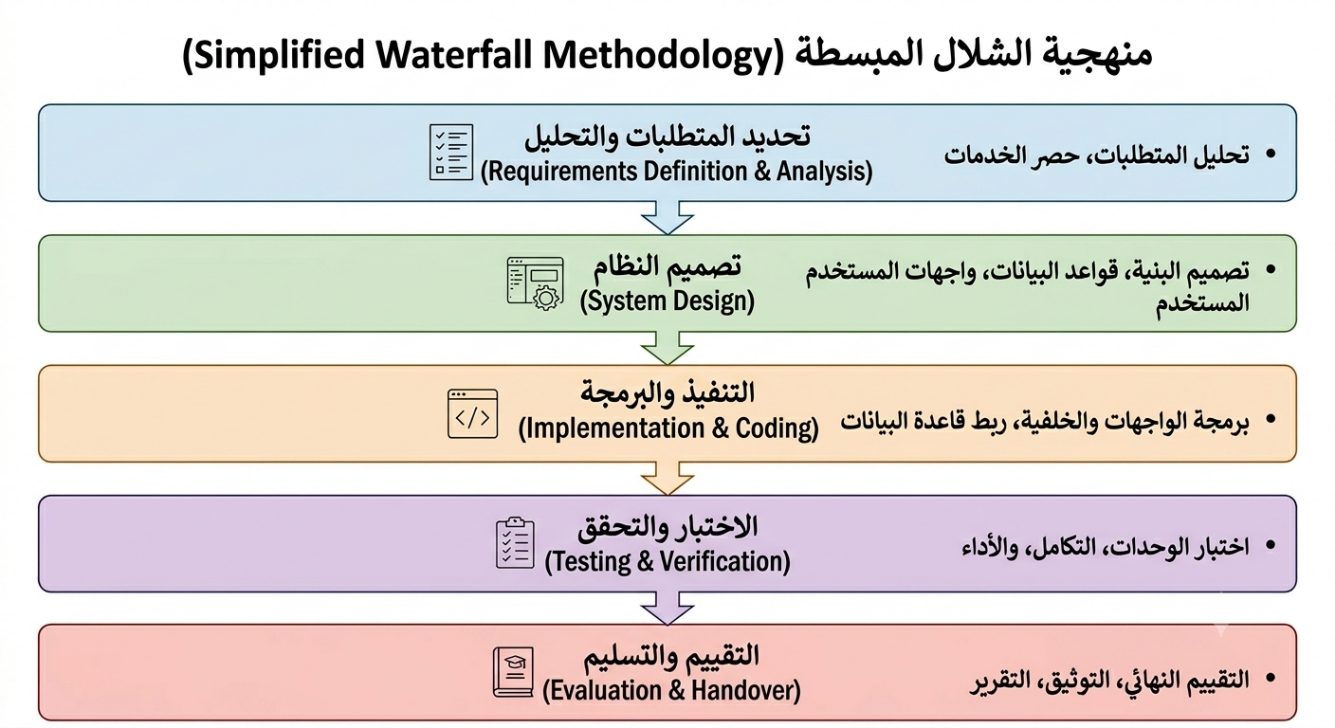 منهجية الشلال المبسطة (Simplified Waterfall Methodology)
تحديد المتطلبات والتحليل
(Requirements Definition & Analysis)
• تحليل المتطلبات، حصر الخدمات
تصميم النظام
(System Design)
• تصميم البنية، قواعد البيانات، واجهات المستخدم
المستخدم
التنفيذ والبرمجة
(Implementation & Coding)
• برمجة الواجهات والخلفية، ربط قاعدة البيانات
</>
الاختبار والتحقق
(Testing & Verification)
• اختبار الوحدات، التكامل، والأداء
التقييم والتسليم
(Evaluation & Handover)
• التقييم النهائي، التوثيق، التقرير